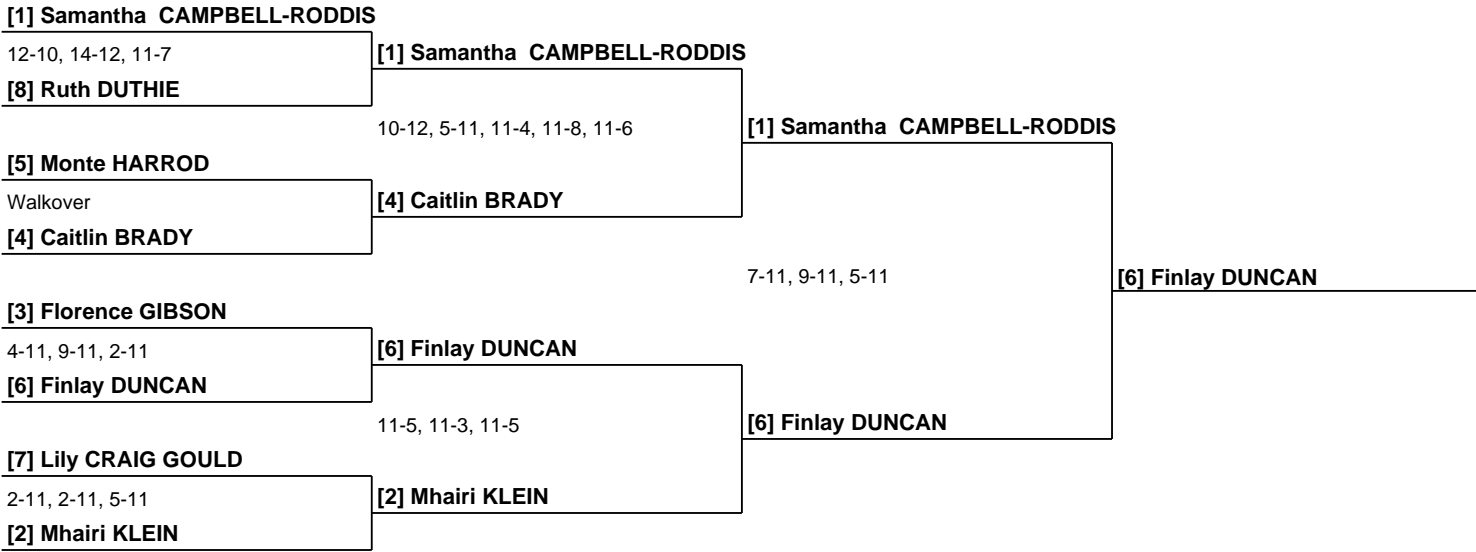 [1] Samantha  CAMPBELL-RODDIS
12-10, 14-12, 11-7
[8] Ruth DUTHIE
[1] Samantha  CAMPBELL-RODDIS
10-12, 5-11, 11-4, 11-8, 11-6
[5] Monte HARROD
Walkover
[4] Caitlin BRADY
[4] Caitlin BRADY
[1] Samantha  CAMPBELL-RODDIS
7-11, 9-11, 5-11
[3] Florence GIBSON
4-11, 9-11, 2-11
[6] Finlay DUNCAN
[6] Finlay DUNCAN
11-5, 11-3, 11-5
[7] Lily CRAIG GOULD
2-11, 2-11, 5-11
[2] Mhairi KLEIN
[2] Mhairi KLEIN
[6] Finlay DUNCAN
[6] Finlay DUNCAN